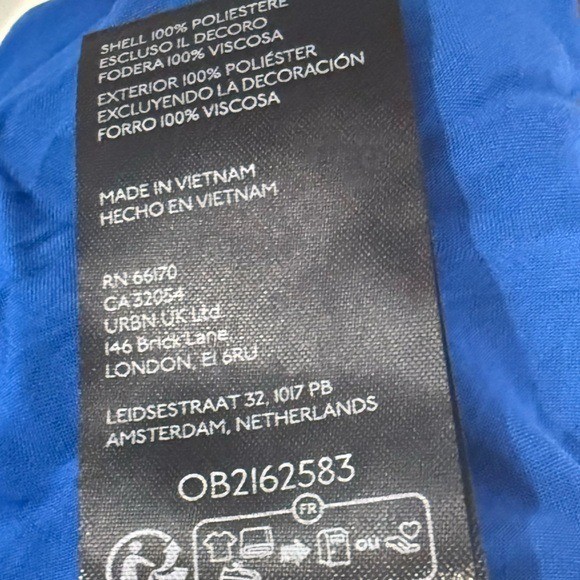 SHELL 100% POLIESTERE
ESCLUSO IL DECORO
FODERA 100% VISCOSA
EXTERIOR 100% POLIÉSTER
EXCLUYENDO LA DECORACIÓN
FORRO 100% VISCOSA
MADE IN VIETNAM
HECHO EN VIETNAM
RN 66170
CA 32054
URBN UK Ltd
146 Brick Lane,
LONDON, E1 6RU
LEIDSESTRAAT 32, 1017 PB
AMSTERDAM, NETHERLANDS
OB2162583
FR
OU